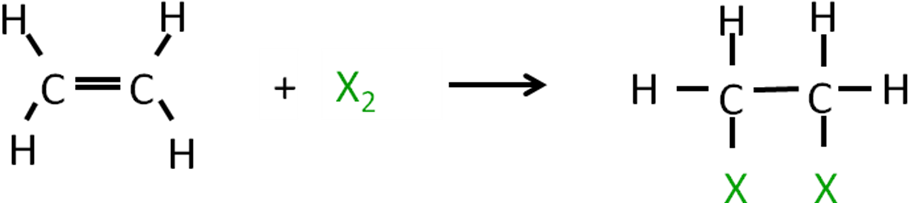 H H H H
C = C + X₂ → H C C H
H H X X